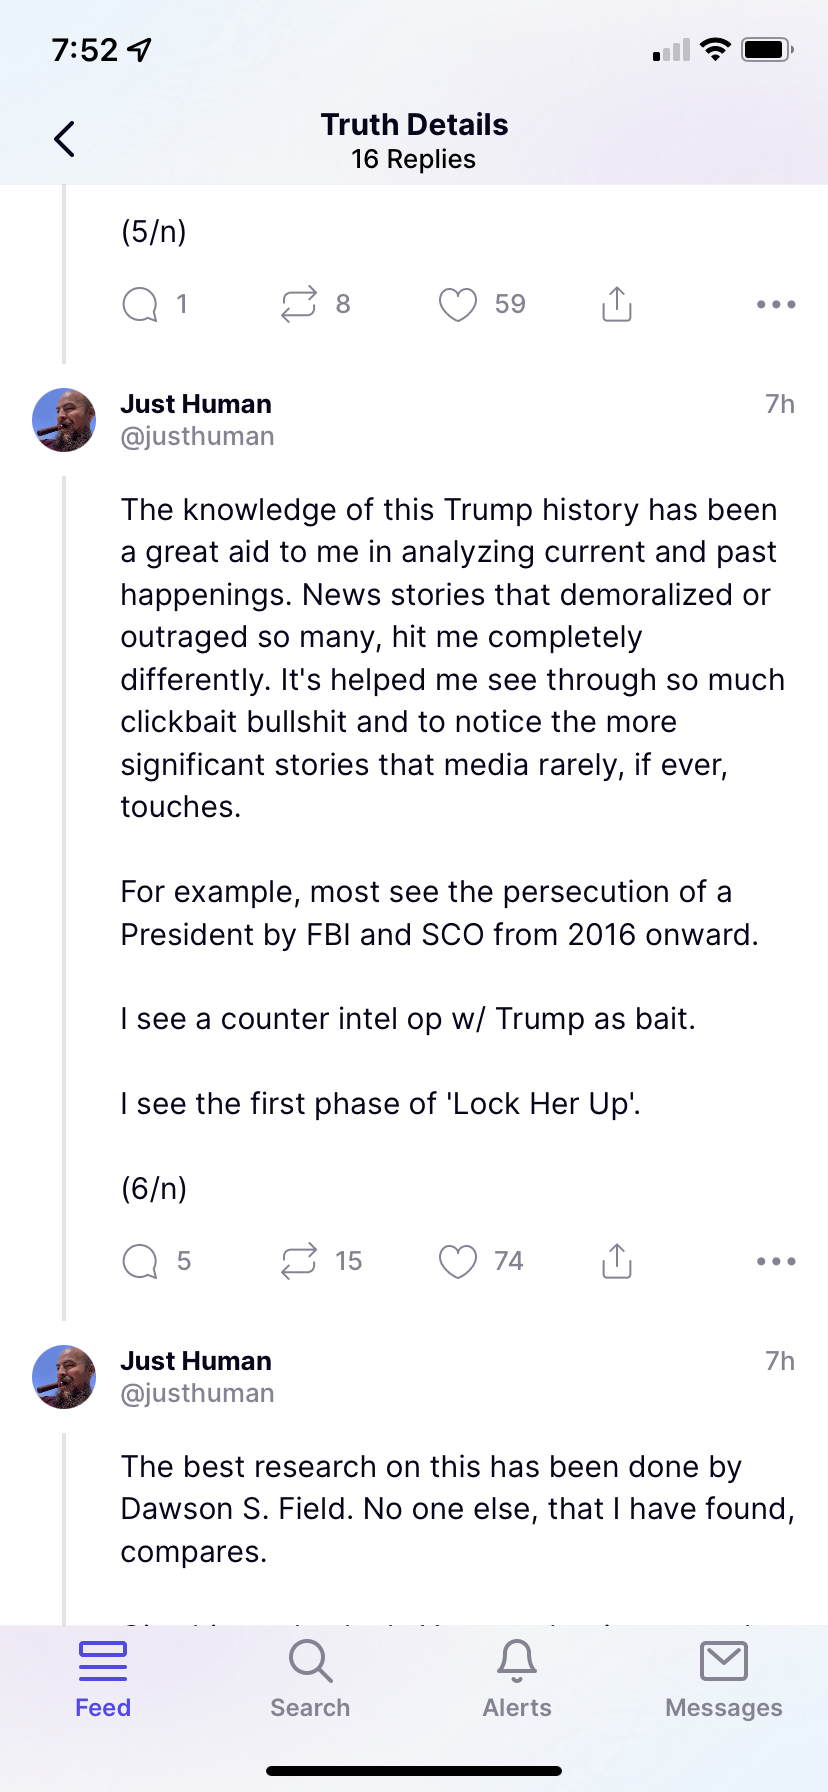 7:52
Truth Details
16 Replies
(5/n)
1 8 59
Just Human 7h
@justhuman
The knowledge of this Trump history has been
a great aid to me in analyzing current and past
happenings. News stories that demoralized or
outraged so many, hit me completely
differently. It's helped me see through so much
clickbait bullshit and to notice the more
significant stories that media rarely, if ever,
touches.
For example, most see the persecution of a
President by FBI and SCO from 2016 onward.
I see a counter intel op w/ Trump as bait.
I see the first phase of 'Lock Her Up'.
(6/n)
5 15 74
Just Human 7h
@justhuman
The best research on this has been done by
Dawson S. Field. No one else, that I have found,
compares.
Feed Search Alerts Messages